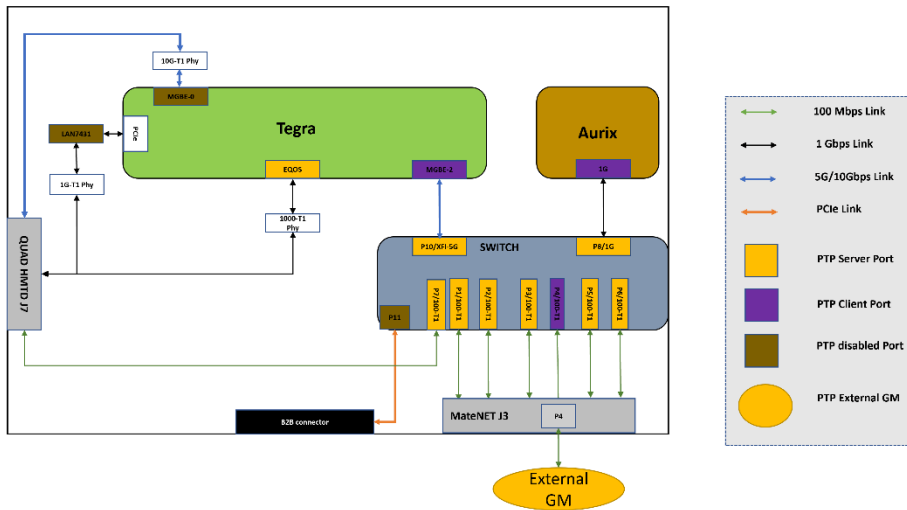 10G-T1 Phy
MGBE-0
Tegra
Aurix
LAN7431
PCIe
EQOS
MGBE-2
1G
1G-T1 Phy
1000-T1
Phy
QUAD HMTD J7
P10/XFI-5G
SWITCH
P8/1G
P7/100-T1
P1/100-T1
P2/100-T1
P3/100-T1
P4/100-T1
P5/100-T1
P6/100-T1
P11
B2B connector
MateNET J3
P4
External
GM
100 Mbps Link
1 Gbps Link
5G/10Gbps Link
PCIe Link
PTP Server Port
PTP Client Port
PTP disabled Port
PTP External GM